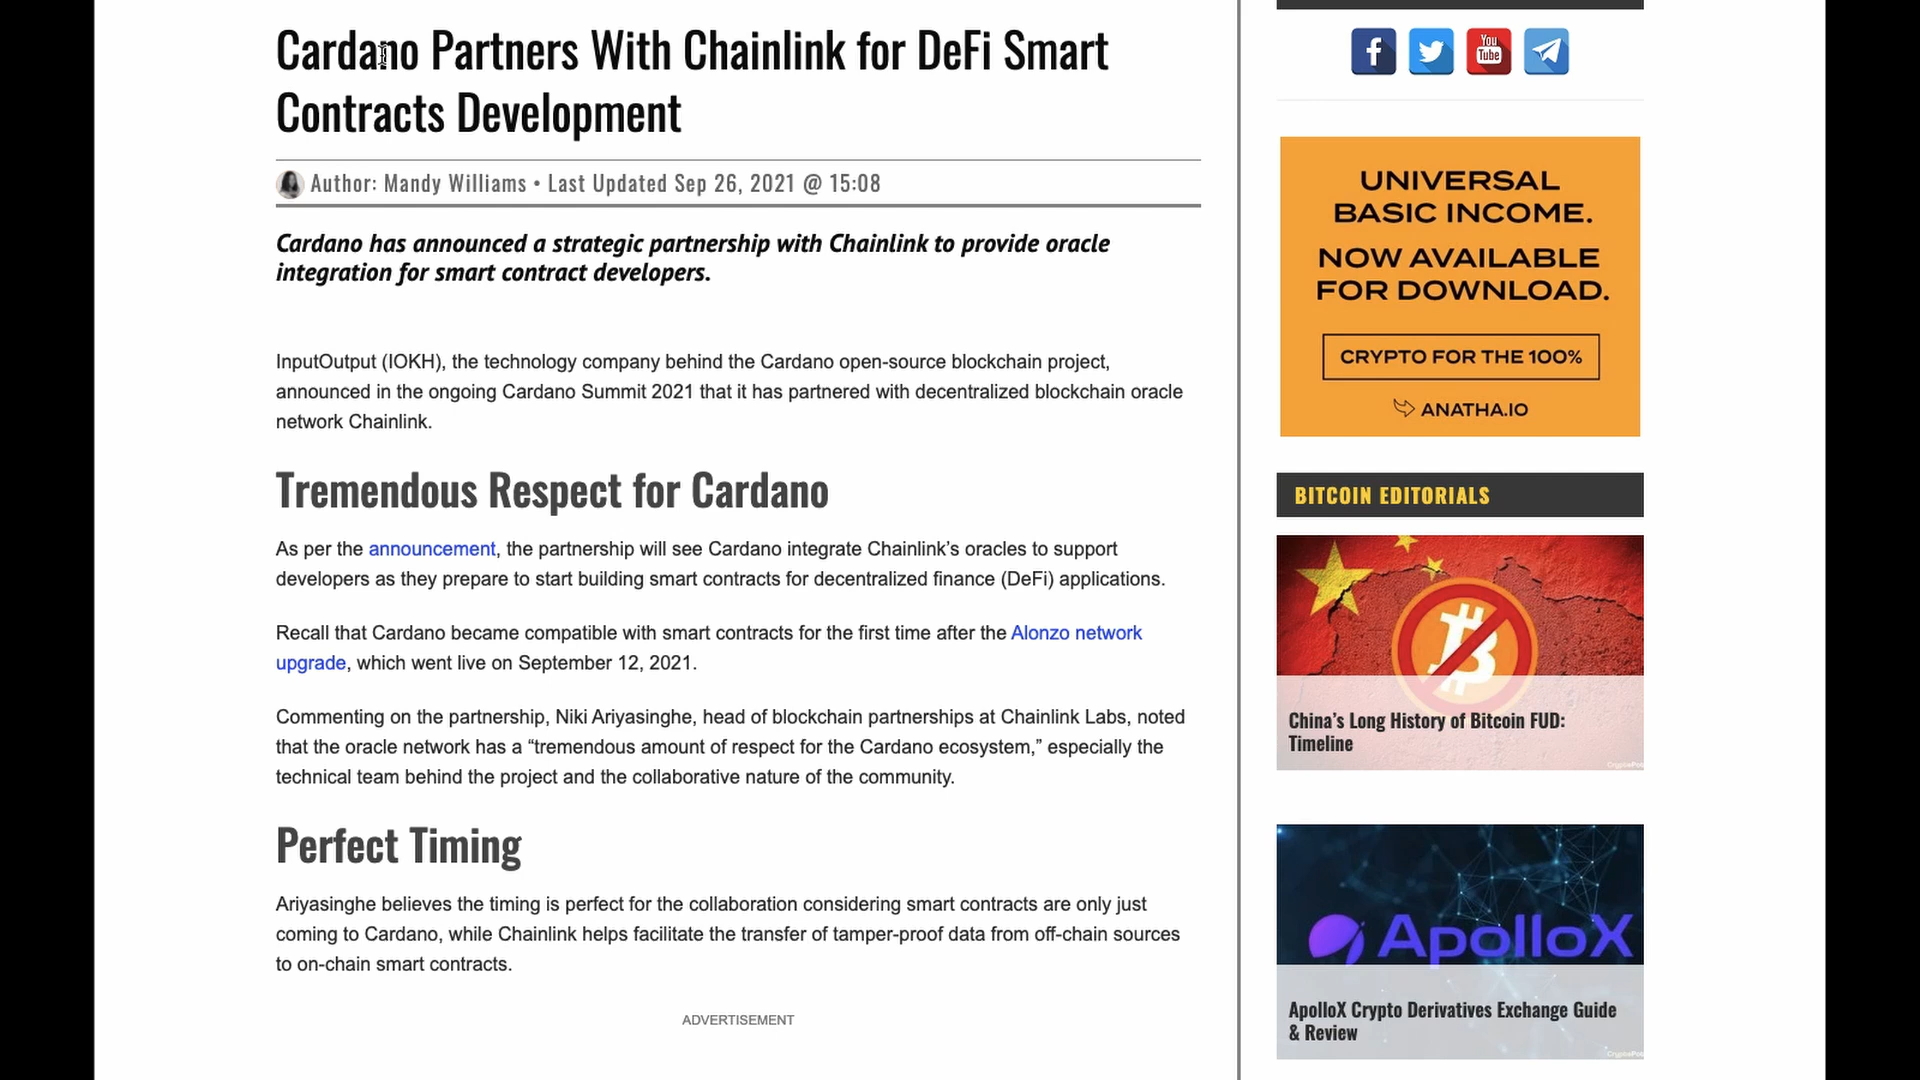 Cardano Partners With Chainlink for DeFi Smart
Contracts Development
Author: Mandy Williams • Last Updated Sep 26, 2021 @ 15:08
Cardano has announced a strategic partnership with Chainlink to provide oracle
integration for smart contract developers.
InputOutput (IOKH), the technology company behind the Cardano open-source blockchain project,
announced in the ongoing Cardano Summit 2021 that it has partnered with decentralized blockchain oracle
network Chainlink.
Tremendous Respect for Cardano
As per the announcement, the partnership will see Cardano integrate Chainlink’s oracles to support
developers as they prepare to start building smart contracts for decentralized finance (DeFi) applications.
Recall that Cardano became compatible with smart contracts for the first time after the Alonzo network
upgrade, which went live on September 12, 2021.
Commenting on the partnership, Niki Ariyasinghe, head of blockchain partnerships at Chainlink Labs, noted
that the oracle network has a “tremendous amount of respect for the Cardano ecosystem,” especially the
technical team behind the project and the collaborative nature of the community.
Perfect Timing
Ariyasinghe believes the timing is perfect for the collaboration considering smart contracts are only just
coming to Cardano, while Chainlink helps facilitate the transfer of tamper-proof data from off-chain sources
to on-chain smart contracts.
ADVERTISEMENT
You
Tube
UNIVERSAL
BASIC INCOME.
NOW AVAILABLE
FOR DOWNLOAD.
CRYPTO FOR THE 100%
ANATHA.IO
BITCOIN EDITORIALS
China’s Long History of Bitcoin FUD:
Timeline
ApolloX
ApolloX Crypto Derivatives Exchange Guide
& Review